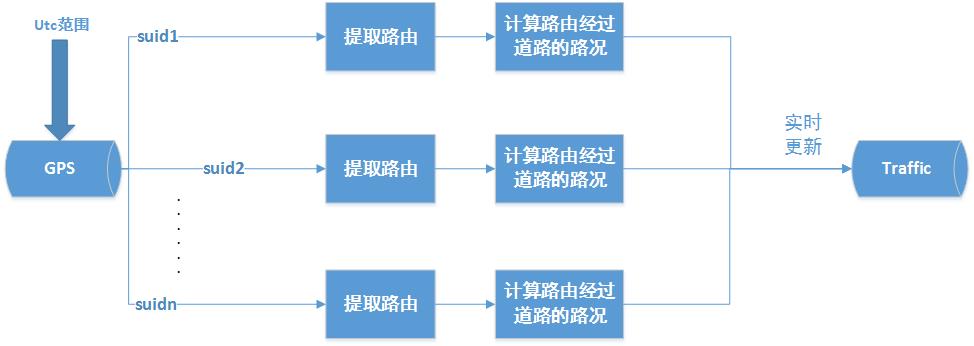 Utc范围
suid1
提取路由
计算路由经过
道路的路况
实时
更新
GPS
suid2
提取路由
计算路由经过
道路的路况
Traffic
suidn
提取路由
计算路由经过
道路的路况